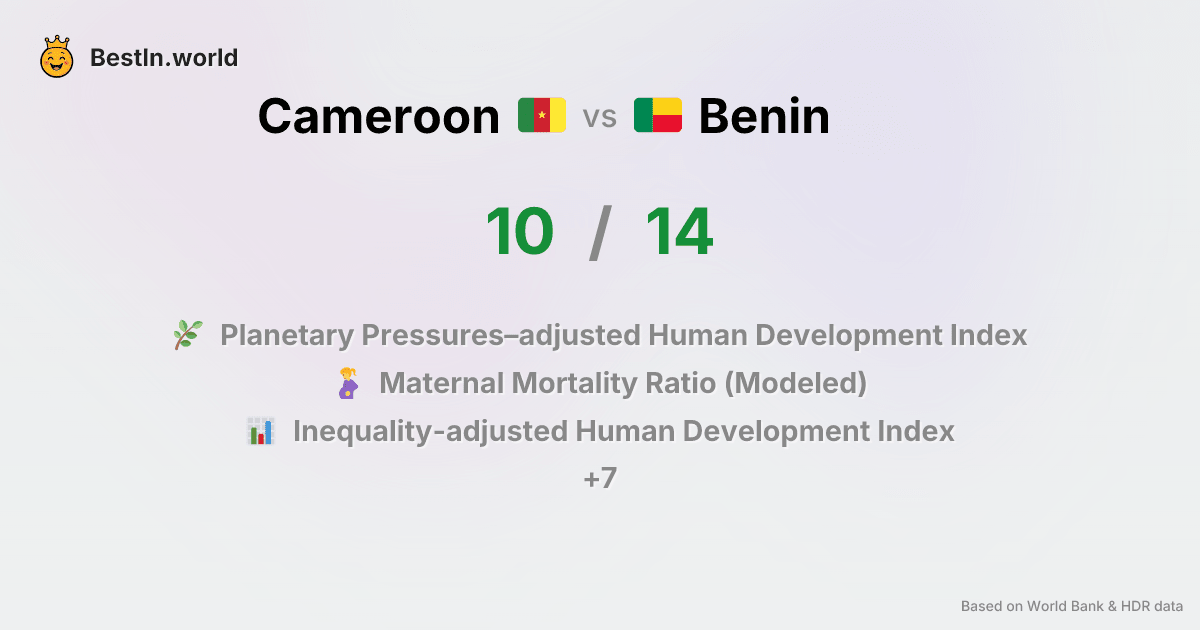 BestIn.world
Cameroon vs Benin
10 / 14
Planetary Pressures–adjusted Human Development Index
Maternal Mortality Ratio (Modeled)
Inequality-adjusted Human Development Index
+7
Based on World Bank & HDR data